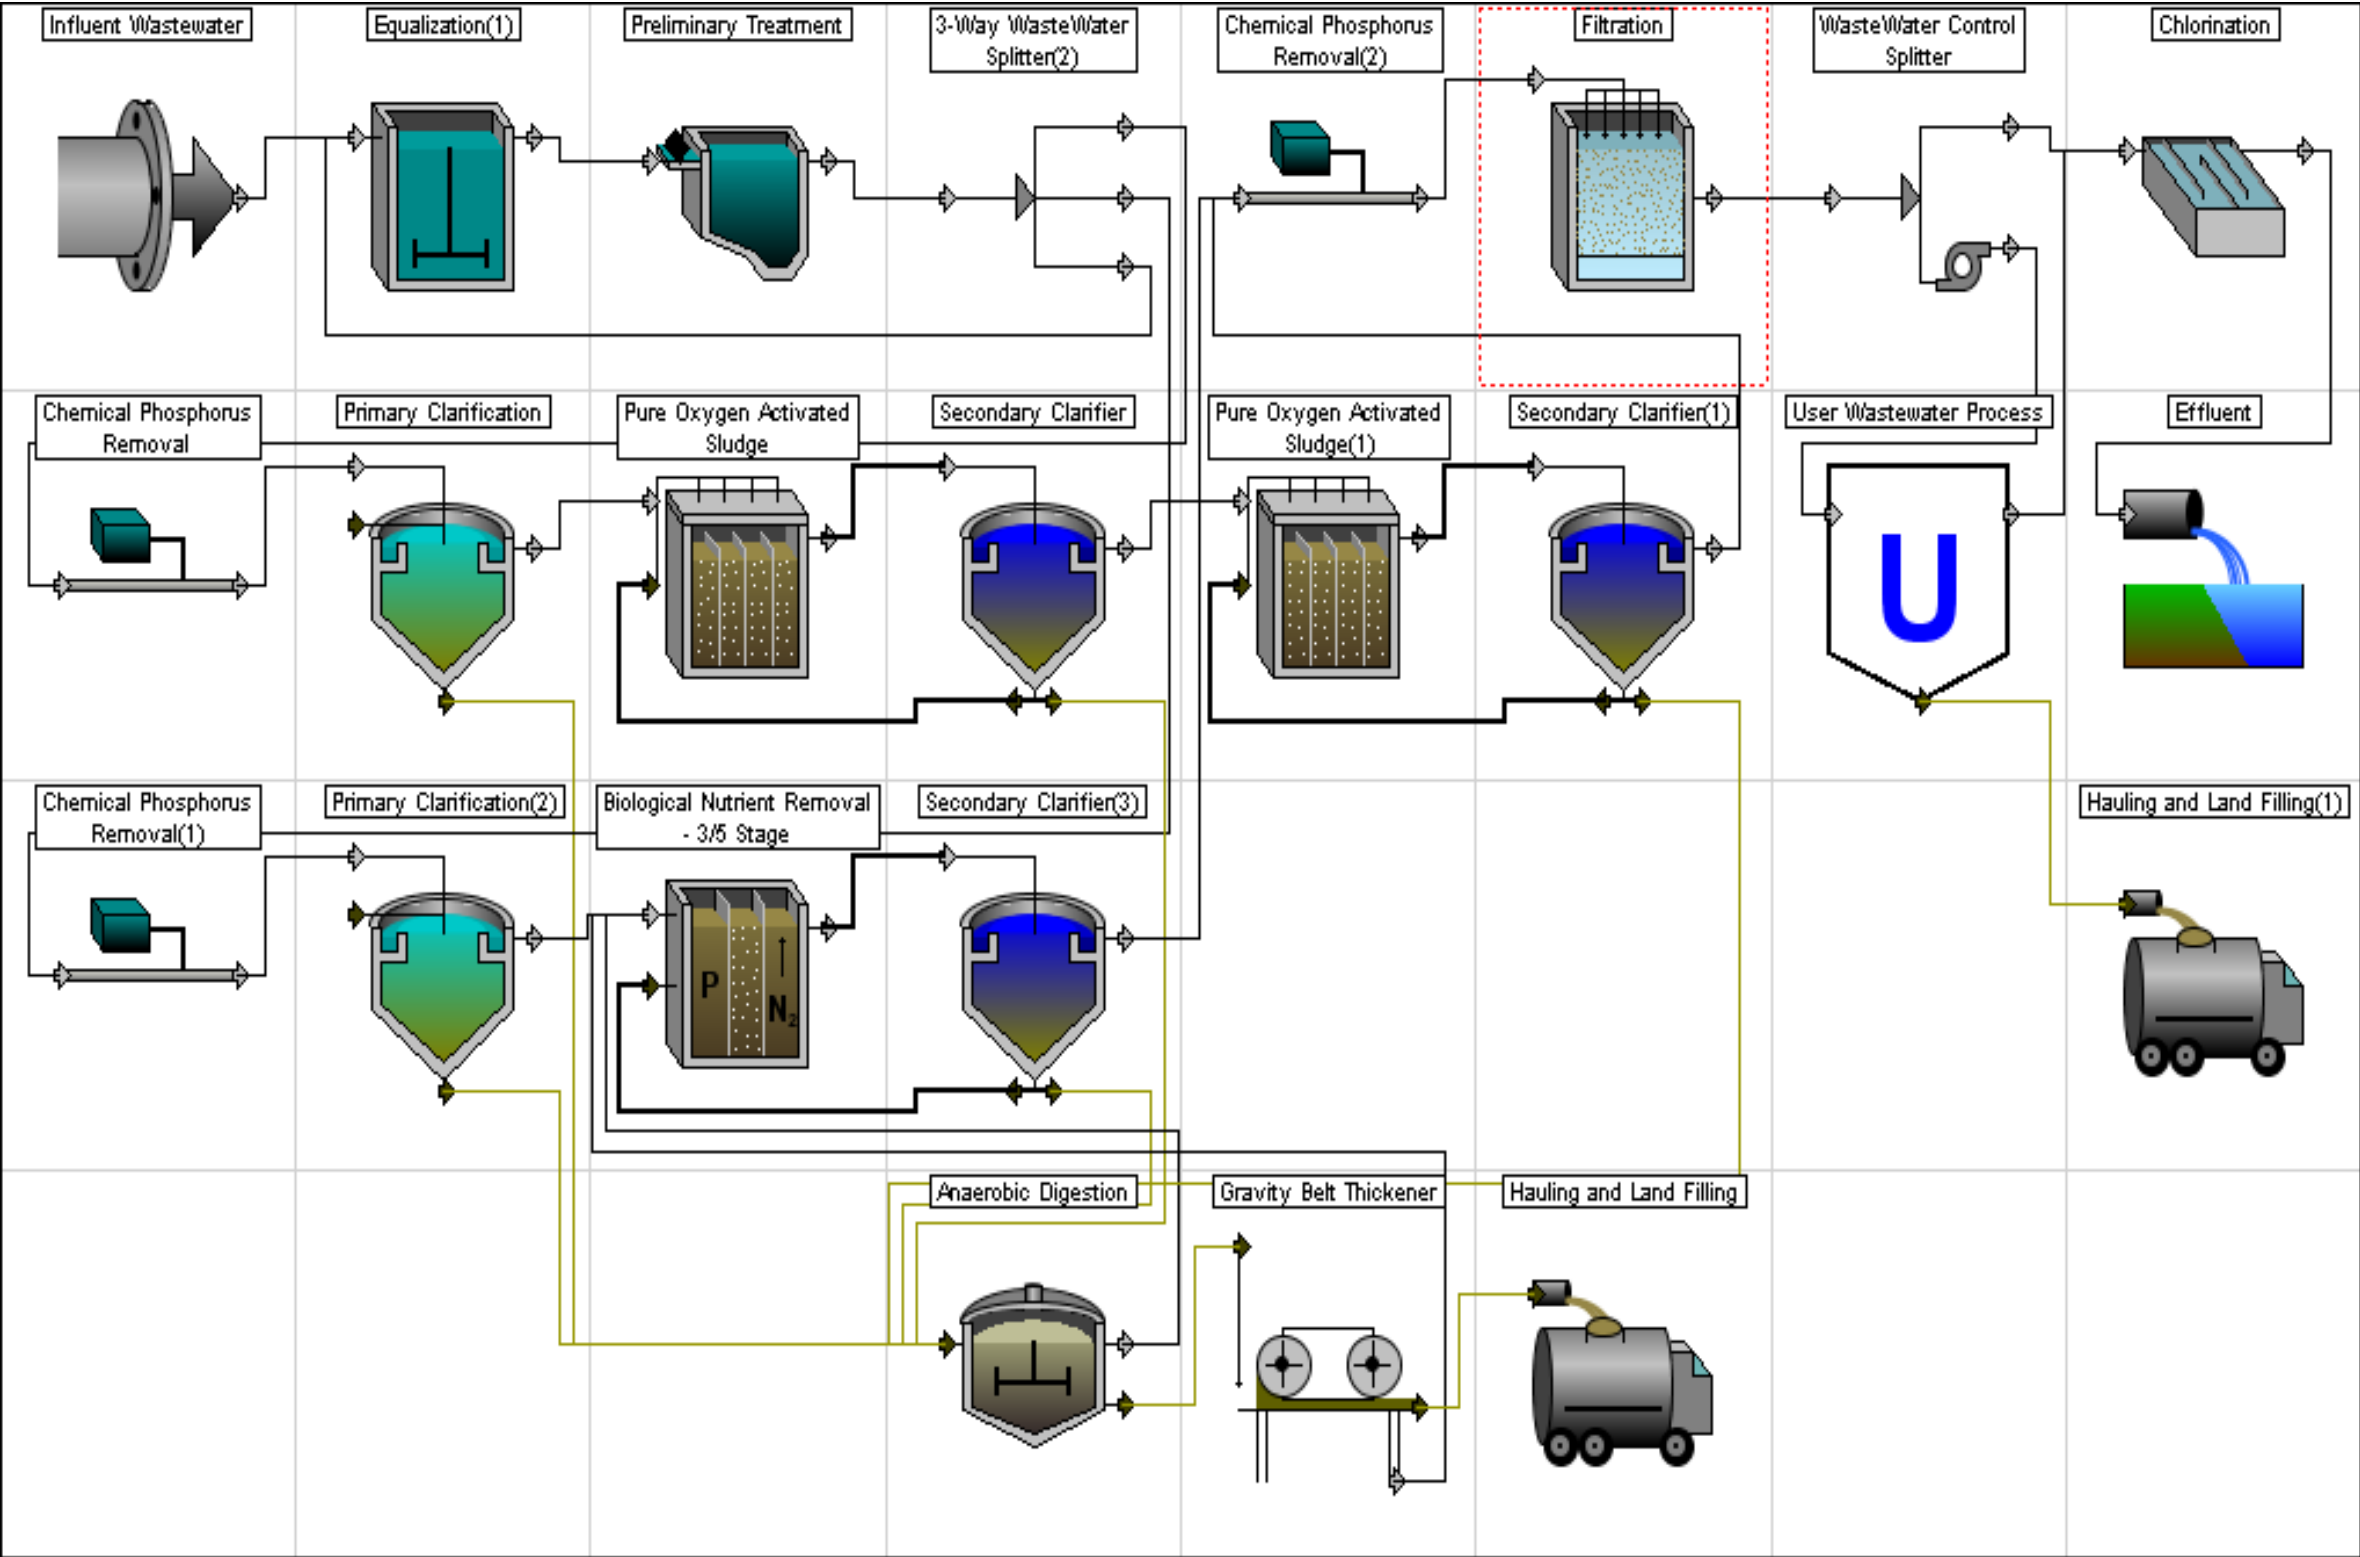 Influent Wastewater
Equalization(1)
Preliminary Treatment
3-Way WasteWater
Splitter(2)
Chemical Phosphorus
Removal(2)
Filtration
WasteWater Control
Splitter
Chlorination
Chemical Phosphorus
Removal
Primary Clarification
Pure Oxygen Activated
Sludge
Secondary Clarifier
Pure Oxygen Activated
Sludge(1)
Secondary Clarifier(1)
User Wastewater Process
Effluent
U
Chemical Phosphorus
Removal(1)
Primary Clarification(2)
Biological Nutrient Removal
- 3/5 Stage
Secondary Clarifier(3)
Hauling and Land Filling(1)
P
N₂
Anaerobic Digestion
Gravity Belt Thickener
Hauling and Land Filling